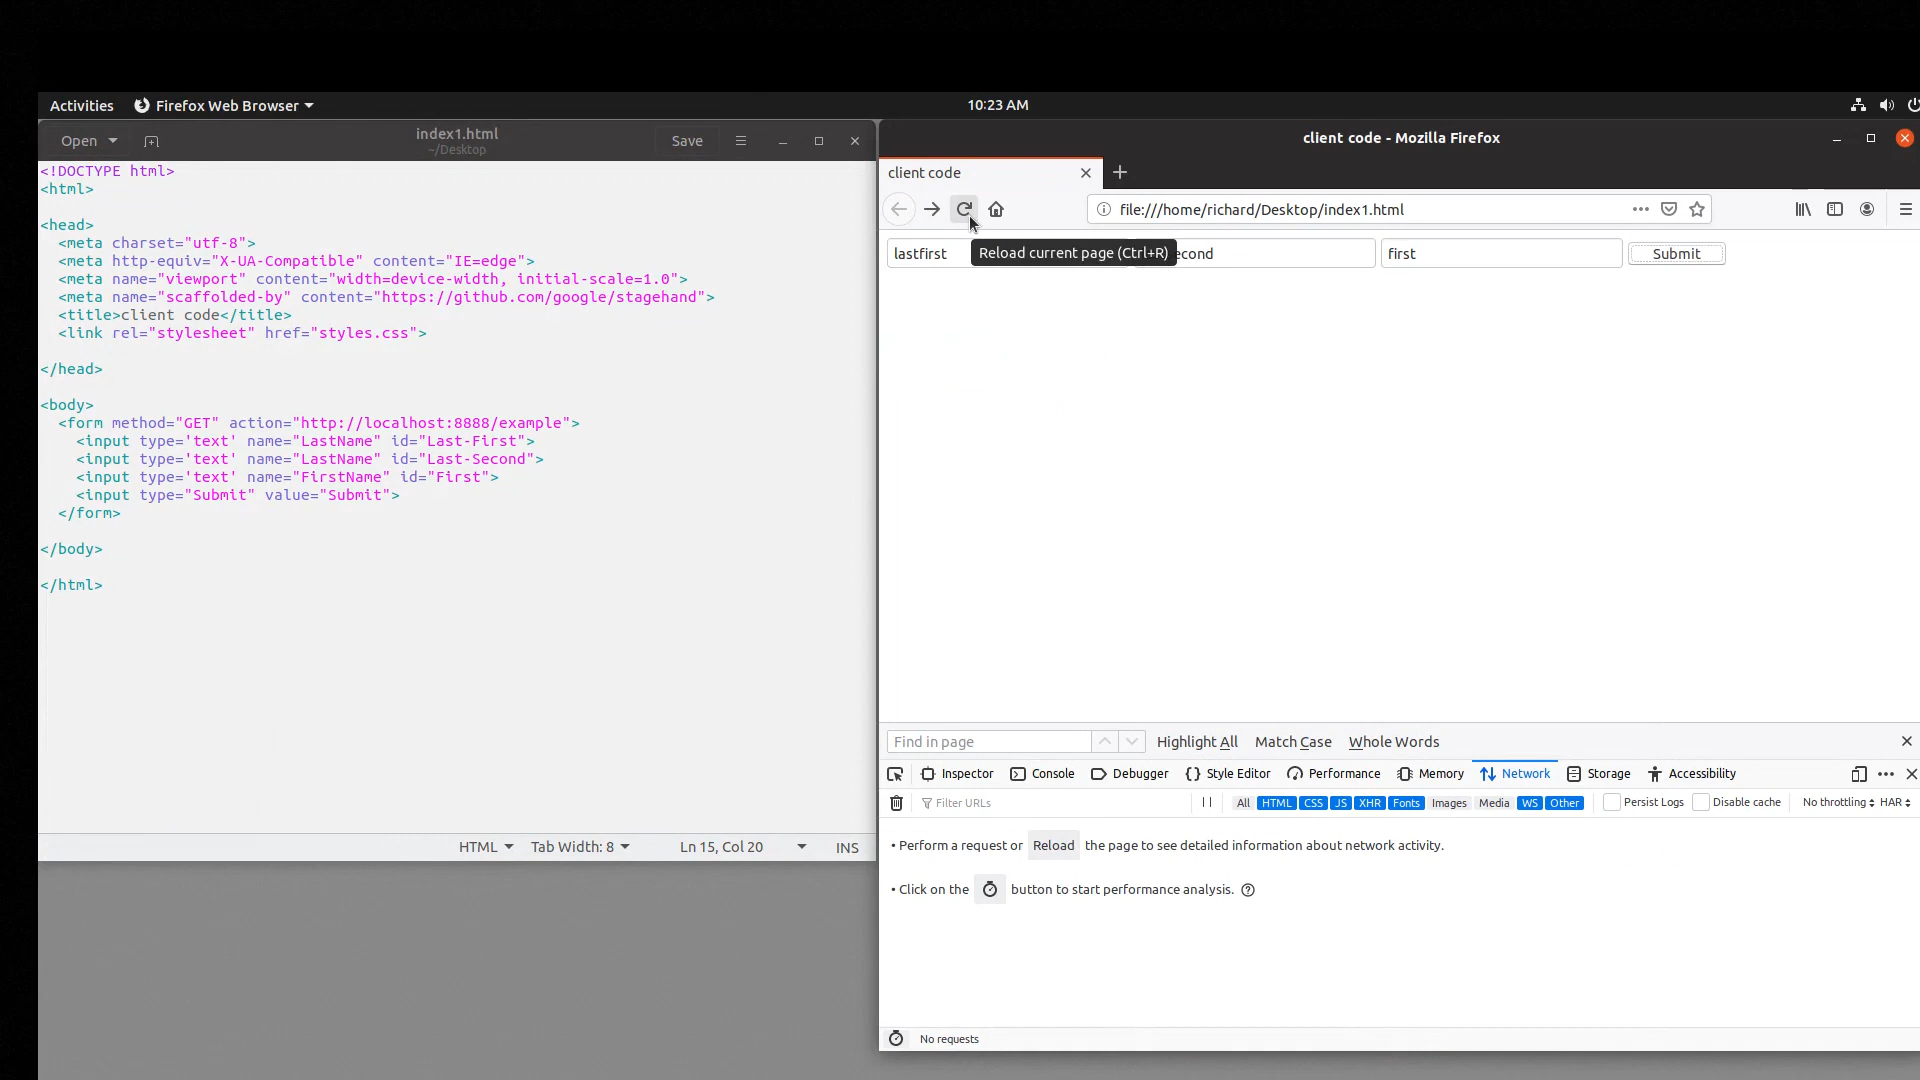 Activities Firefox Web Browser 10:23 AM
Open index1.html Save
~/Desktop
<!DOCTYPE html>
<html>
<head>
<meta charset="utf-8">
<meta http-equiv="X-UA-Compatible" content="IE=edge">
<meta name="viewport" content="width=device-width, initial-scale=1.0">
<meta name="scaffolded-by" content="https://github.com/google/stagehand">
<title>client code</title>
<link rel="stylesheet" href="styles.css">
</head>
<body>
<form method="GET" action="http://localhost:8888/example">
<input type='text' name="LastName" id="Last-First">
<input type='text' name="LastName" id="Last-Second">
<input type='text' name="FirstName" id="First">
<input type="Submit" value="Submit">
</form>
</body>
</html>
HTML Tab Width: 8 Ln 15, Col 20 INS
client code - Mozilla Firefox
client code
file:///home/richard/Desktop/index1.html
lastfirst Reload current page (Ctrl+R) econd first Submit
Find in page Highlight All Match Case Whole Words
Inspector Console Debugger Style Editor Performance Memory Network Storage Accessibility
Filter URLs All HTML CSS JS XHR Fonts Images Media WS Other Persist Logs Disable cache No throttling HAR
• Perform a request or Reload the page to see detailed information about network activity.
• Click on the button to start performance analysis.
No requests